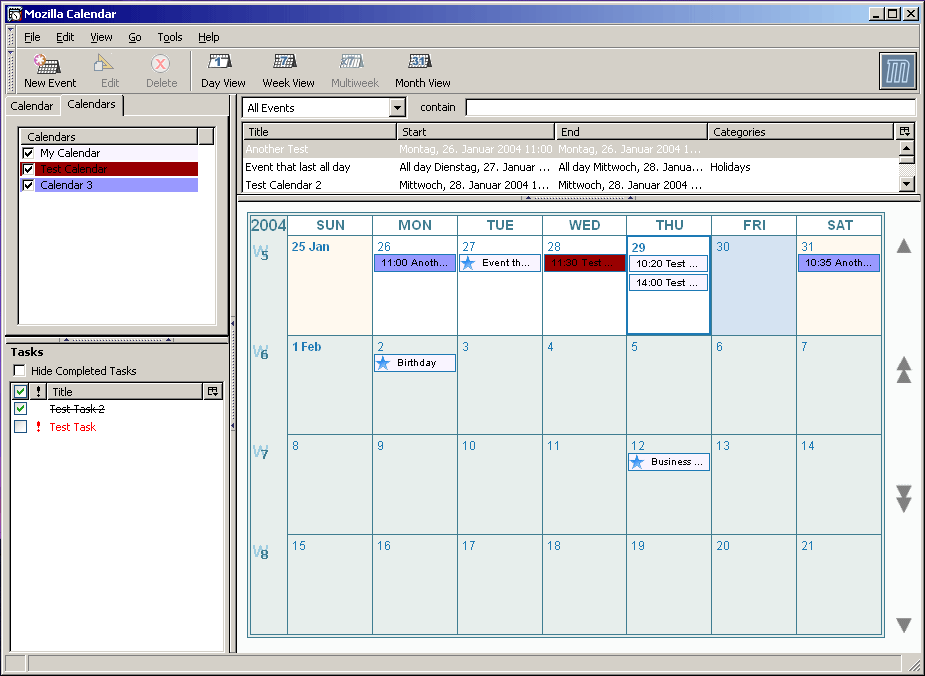 Mozilla Calendar
File Edit View Go Tools Help
New Event Edit Delete Day View Week View Multiweek Month View
Calendar Calendars
All Events contain
Calendars
My Calendar
Test Calendar
Calendar 3
Title Start End Categories
Another Test Montag, 26. Januar 2004 11:00 Montag, 26. Januar 2004 1...
Event that last all day All day Dienstag, 27. Januar ... All day Mittwoch, 28. Janua... Holidays
Test Calendar 2 Mittwoch, 28. Januar 2004 1... Mittwoch, 28. Januar 2004 ...
Tasks
Hide Completed Tasks
! Title
Test Task 2
! Test Task
2004 SUN MON TUE WED THU FRI SAT
W5 25 Jan 26 27 28 29 30 31
11:00 Anoth... Event th... 11:30 Test ... 10:20 Test ... 10:35 Anoth...
14:00 Test ...
W6 1 Feb 2 3 4 5 6 7
Birthday
W7 8 9 10 11 12 13 14
Business ...
W8 15 16 17 18 19 20 21